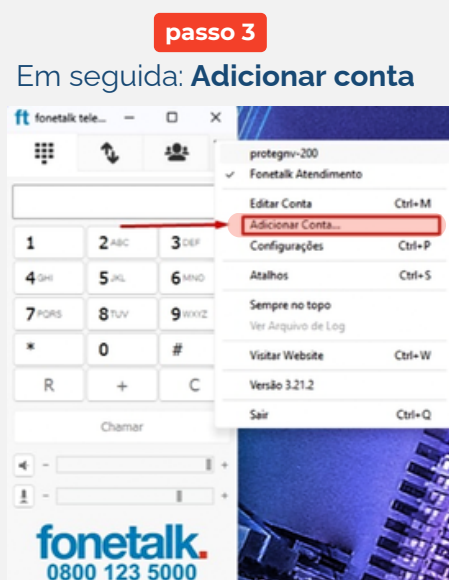 passo 3
Em seguida: Adicionar conta
ft fonetalk tele...
protegnv-200
Fonetalk Atendimento
Editar Conta Ctrl+M
Adicionar Conta...
Configurações Ctrl+P
Atalhos Ctrl+S
Sempre no topo
Ver Arquivo de Log
Visitar Website Ctrl+W
Versão 3.21.2
Sair Ctrl+Q
1 2 ABC 3 DEF
4 GHI 5 JKL 6 MNO
7 PQRS 8 TUV 9 WXYZ
* 0 #
R + C
Chamar
- +
- +
fonetalk.
0800 123 5000